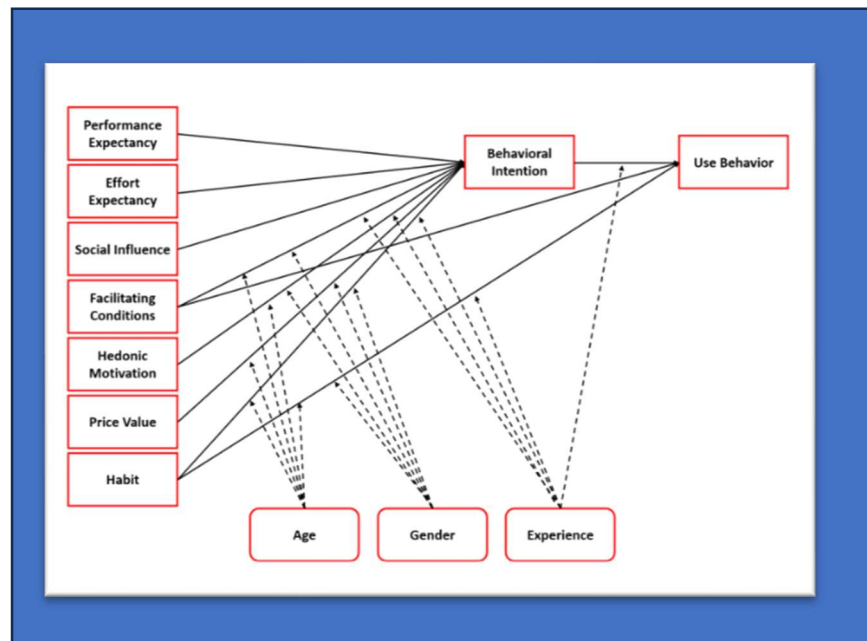 Performance
Expectancy
Effort
Expectancy
Social Influence
Facilitating
Conditions
Hedonic
Motivation
Price Value
Habit
Behavioral
Intention
Use Behavior
Age
Gender
Experience